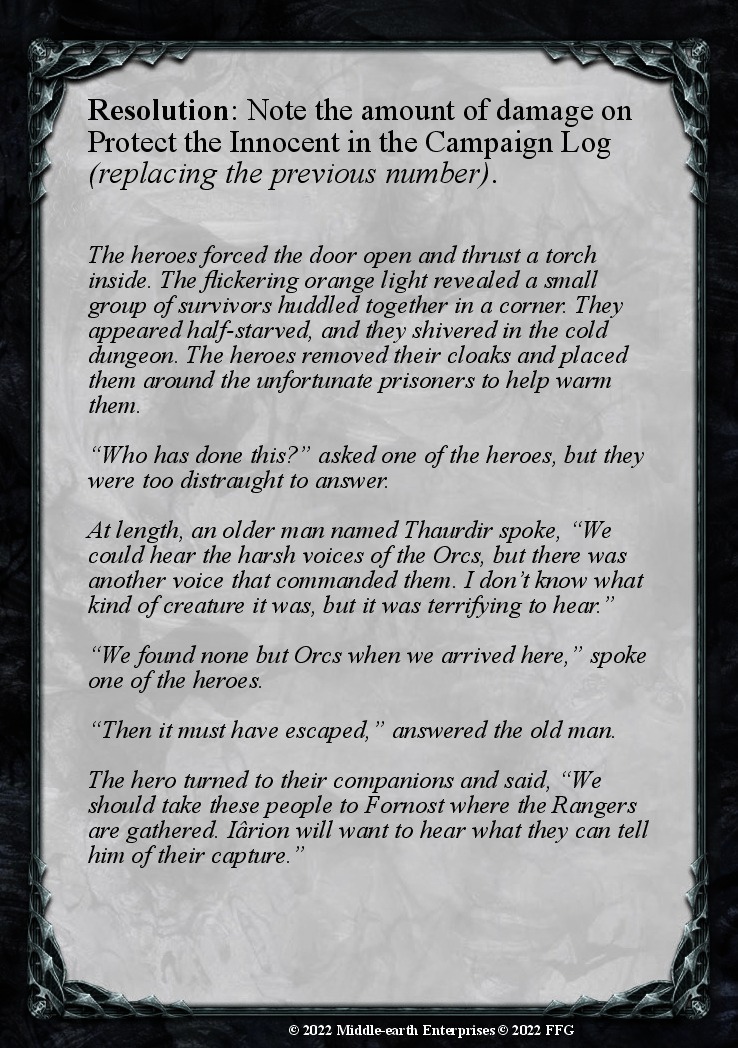 Resolution: Note the amount of damage on
Protect the Innocent in the Campaign Log
(replacing the previous number).
The heroes forced the door open and thrust a torch
inside. The flickering orange light revealed a small
group of survivors huddled together in a corner. They
appeared half-starved, and they shivered in the cold
dungeon. The heroes removed their cloaks and placed
them around the unfortunate prisoners to help warm
them.
“Who has done this?” asked one of the heroes, but they
were too distraught to answer.
At length, an older man named Thaurdir spoke, “We
could hear the harsh voices of the Orcs, but there was
another voice that commanded them. I don’t know what
kind of creature it was, but it was terrifying to hear.”
“We found none but Orcs when we arrived here,” spoke
one of the heroes.
“Then it must have escaped,” answered the old man.
The hero turned to their companions and said, “We
should take these people to Fornost where the Rangers
are gathered. Iârion will want to hear what they can tell
him of their capture.”
© 2022 Middle-earth Enterprises © 2022 FFG